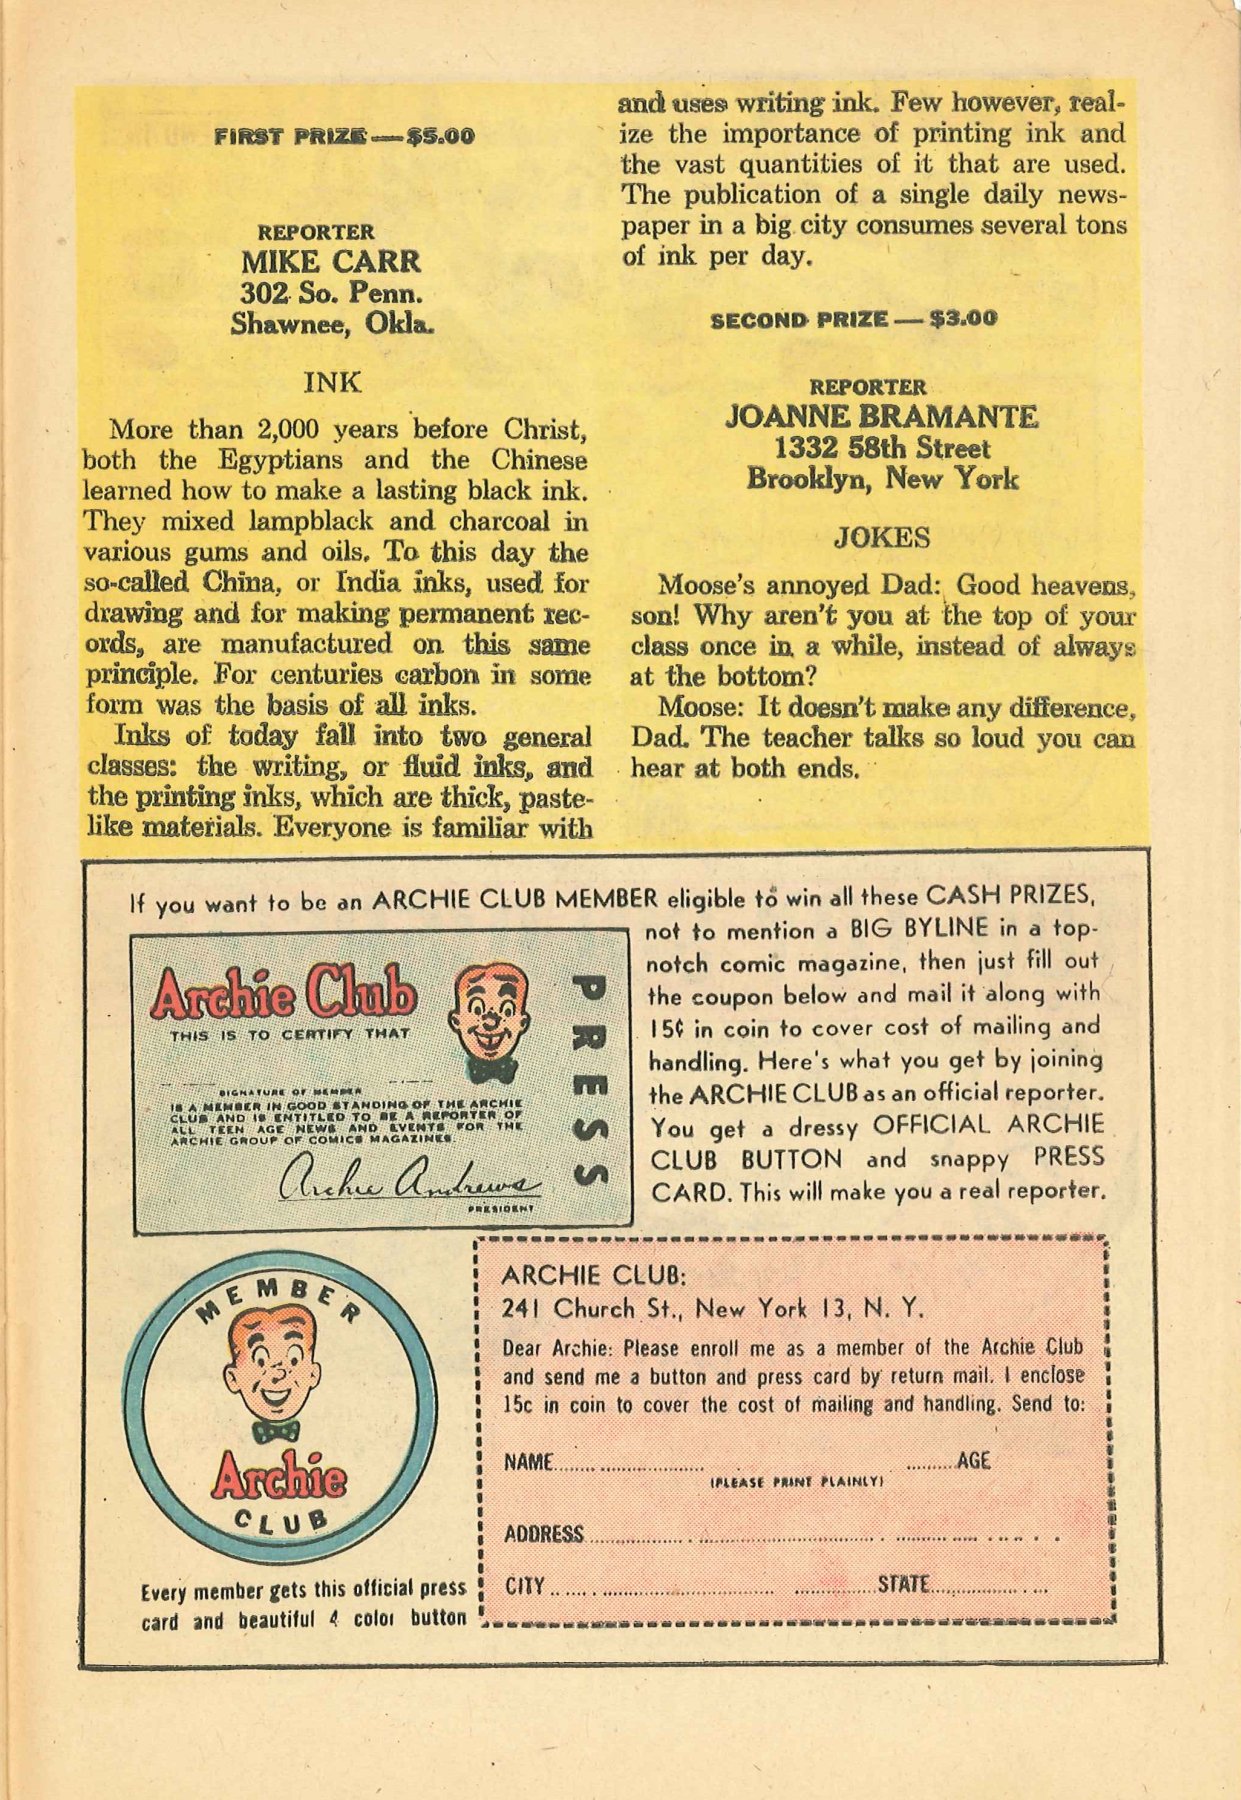 FIRST PRIZE — $5.00
REPORTER
MIKE CARR
302 So. Penn.
Shawnee, Okla.
INK
More than 2,000 years before Christ,
both the Egyptians and the Chinese
learned how to make a lasting black ink.
They mixed lampblack and charcoal in
various gums and oils. To this day the
so-called China, or India inks, used for
drawing and for making permanent rec-
ords, are manufactured on this same
principle. For centuries carbon in some
form was the basis of all inks.
Inks of today fall into two general
classes: the writing, or fluid inks, and
the printing inks, which are thick, paste-
like materials. Everyone is familiar with
and uses writing ink. Few however, real-
ize the importance of printing ink and
the vast quantities of it that are used.
The publication of a single daily news-
paper in a big city consumes several tons
of ink per day.
SECOND PRIZE — $3.00
REPORTER
JOANNE BRAMANTE
1332 58th Street
Brooklyn, New York
JOKES
Moose's annoyed Dad: Good heavens,
son! Why aren't you at the top of your
class once in a while, instead of always
at the bottom?
Moose: It doesn't make any difference,
Dad. The teacher talks so loud you can
hear at both ends.
If you want to be an ARCHIE CLUB MEMBER eligible to win all these CASH PRIZES,
not to mention a BIG BYLINE in a top-
notch comic magazine, then just fill out
the coupon below and mail it along with
15¢ in coin to cover cost of mailing and
handling. Here's what you get by joining
the ARCHIE CLUB as an official reporter.
You get a dressy OFFICIAL ARCHIE
CLUB BUTTON and snappy PRESS
CARD. This will make you a real reporter.
Archie Club
THIS IS TO CERTIFY THAT
SIGNATURE OF MEMBER
IS A MEMBER IN GOOD STANDING OF THE ARCHIE
CLUB AND IS ENTITLED TO BE A REPORTER OF
ALL TEEN AGE NEWS AND EVENTS FOR THE
ARCHIE GROUP OF COMICS MAGAZINES
Archie Andrews
PRESIDENT
PRESS
MEMBER
Archie
CLUB
Every member gets this official press
card and beautiful 4 color button
ARCHIE CLUB:
241 Church St., New York 13, N. Y.
Dear Archie: Please enroll me as a member of the Archie Club
and send me a button and press card by return mail. I enclose
15c in coin to cover the cost of mailing and handling. Send to:
NAME AGE
(PLEASE PRINT PLAINLY)
ADDRESS
CITY STATE